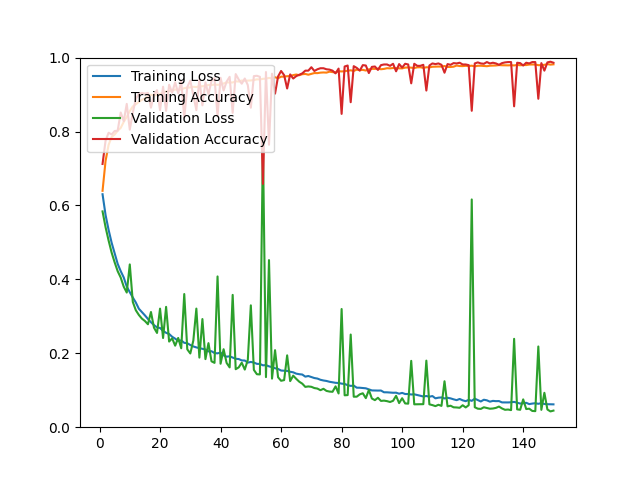 1.0
0.8
0.6
0.4
0.2
0.0
Training Loss
Training Accuracy
Validation Loss
Validation Accuracy
0 20 40 60 80 100 120 140